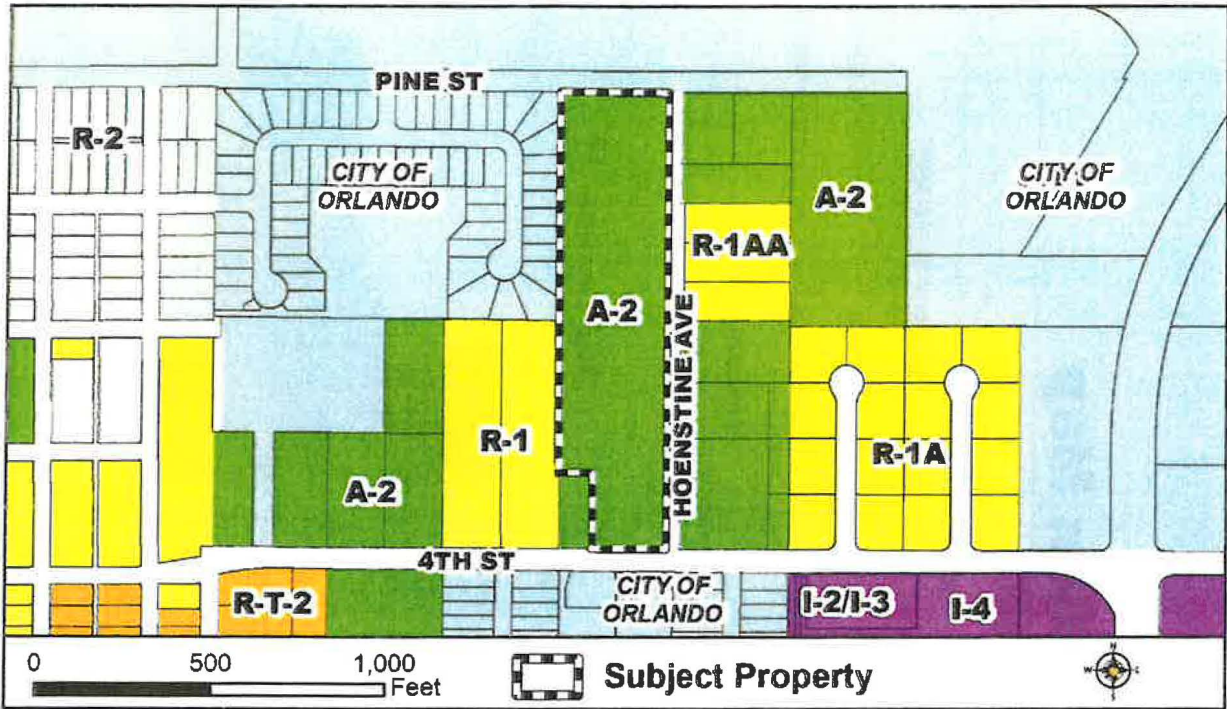 PINE ST
R-2
CITY OF
ORLANDO
A-2
CITY OF
ORLANDO
R-1AA
A-2
HOENSTINE AVE
R-1
R-1A
A-2
4TH ST
R-T-2
CITY OF
ORLANDO
I-2/I-3
I-4
0 500 1,000
Feet
Subject Property
N
W E
S